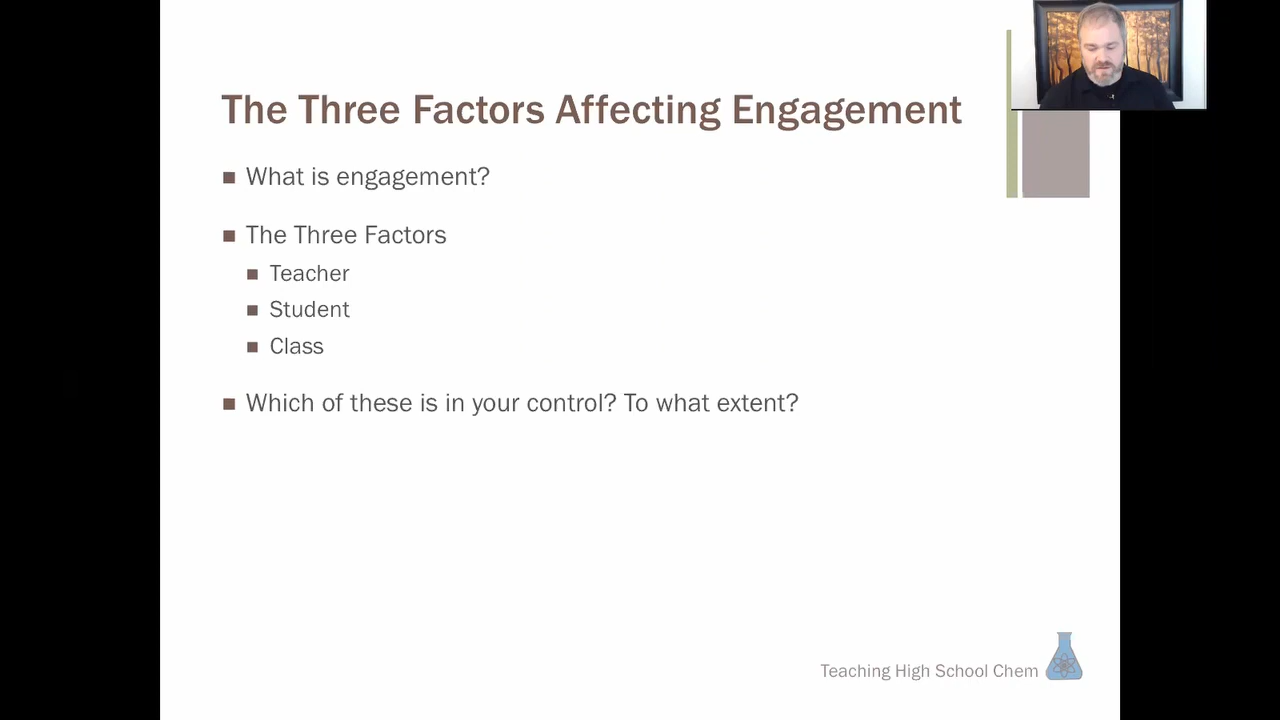 The Three Factors Affecting Engagement
What is engagement?
The Three Factors
Teacher
Student
Class
Which of these is in your control? To what extent?
Teaching High School Chem